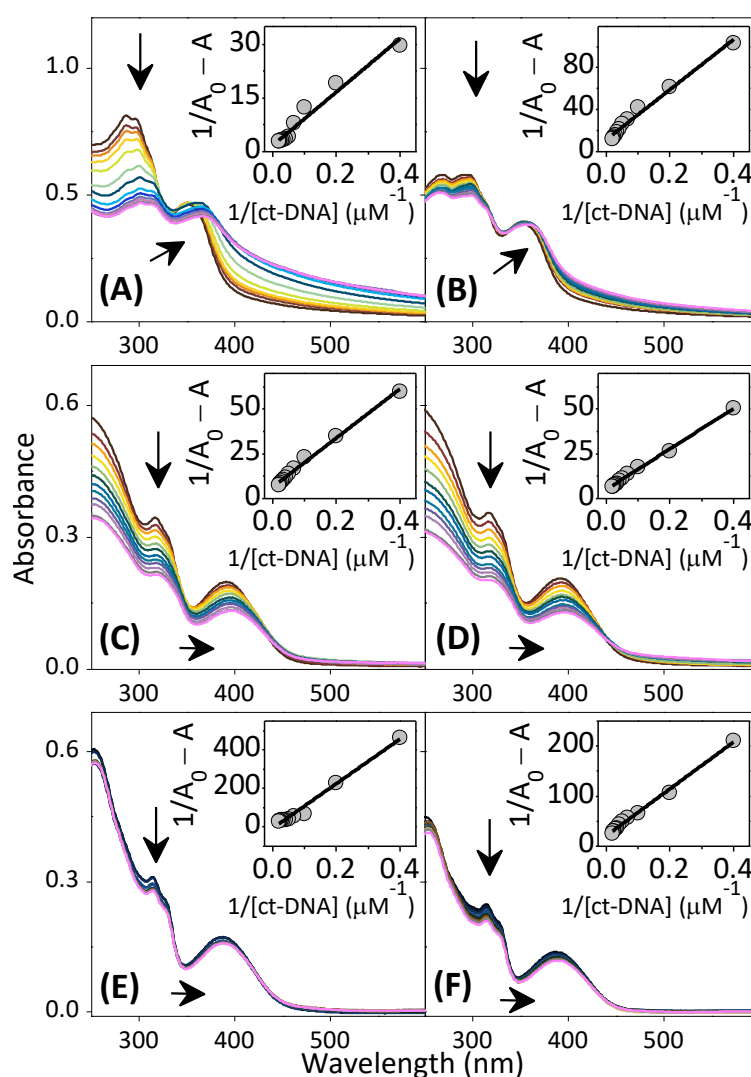 1.0
0.5
0.0
30
15
0
1/A0 – A
0.0 0.2 0.4
1/[ct-DNA] (μM⁻¹)
(A)
300 400 500
80
40
0
1/A0 – A
0.0 0.2 0.4
1/[ct-DNA] (μM⁻¹)
(B)
300 400 500
Absorbance
0.6
0.3
0.0
50
25
0
1/A0 – A
0.0 0.2 0.4
1/[ct-DNA] (μM⁻¹)
(C)
300 400 500
50
25
0
1/A0 – A
0.0 0.2 0.4
1/[ct-DNA] (μM⁻¹)
(D)
300 400 500
0.6
0.3
0.0
400
200
0
1/A0 – A
0.0 0.2 0.4
1/[ct-DNA] (μM⁻¹)
(E)
300 400 500
200
100
0
1/A0 – A
0.0 0.2 0.4
1/[ct-DNA] (μM⁻¹)
(F)
300 400 500
Wavelength (nm)